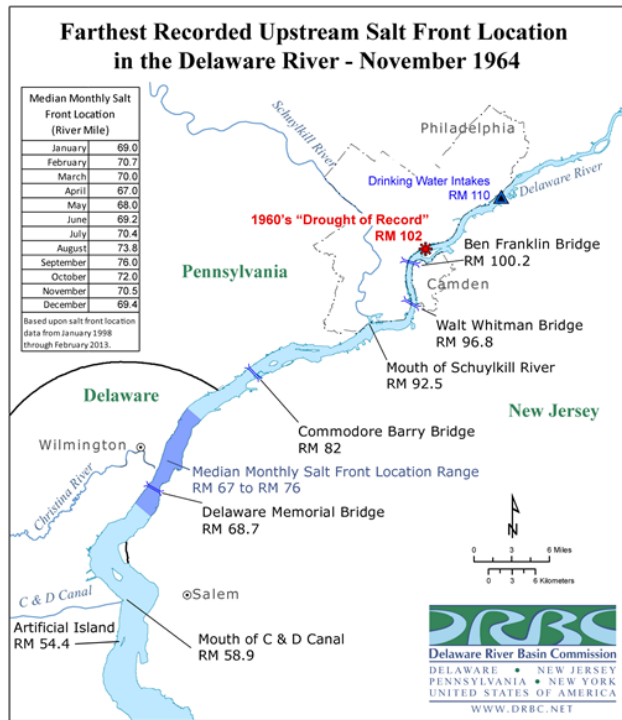 Farthest Recorded Upstream Salt Front Location
in the Delaware River - November 1964
Median Monthly Salt
Front Location
(River Mile)
January 69.0
February 70.7
March 70.0
April 67.0
May 68.0
June 69.2
July 70.4
August 73.8
September 76.0
October 72.0
November 70.5
December 69.4
Based upon salt front location
data from January 1998
through February 2013.
Schuylkill River
Philadelphia
Drinking Water Intakes
RM 110
Delaware River
1960's "Drought of Record"
RM 102
Ben Franklin Bridge
RM 100.2
Pennsylvania
Camden
Walt Whitman Bridge
RM 96.8
Mouth of Schuylkill River
RM 92.5
Delaware
New Jersey
Commodore Barry Bridge
RM 82
Wilmington
Median Monthly Salt Front Location Range
RM 67 to RM 76
Christina River
Delaware Memorial Bridge
RM 68.7
N
0 3 6 Miles
0 3 6 Kilometers
C & D Canal
Salem
Artificial Island
RM 54.4
Mouth of C & D Canal
RM 58.9
DRBC
Delaware River Basin Commission
DELAWARE • NEW JERSEY
PENNSYLVANIA • NEW YORK
UNITED STATES OF AMERICA
WWW.DRBC.NET